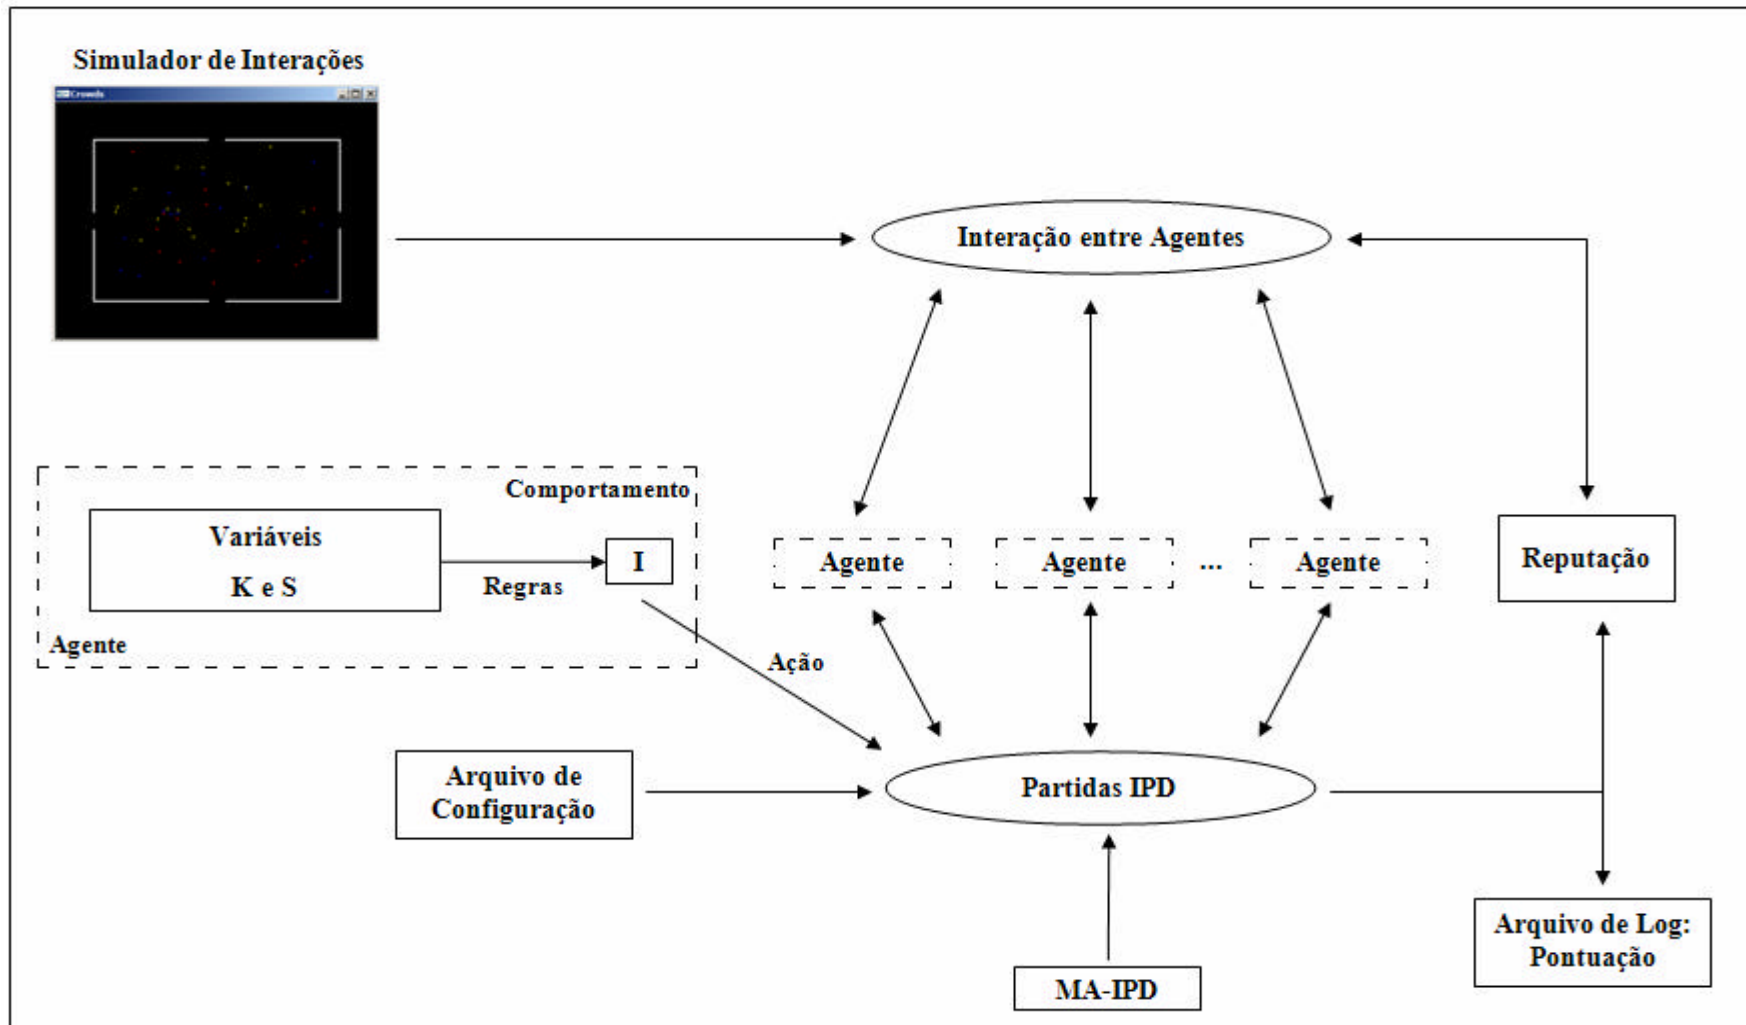 Simulador de Interações
Crowds
Interação entre Agentes
Comportamento
Variáveis
K e S
Regras
I
Agente
Agente
Agente
...
Agente
Reputação
Ação
Arquivo de
Configuração
Partidas IPD
Arquivo de Log:
Pontuação
MA-IPD